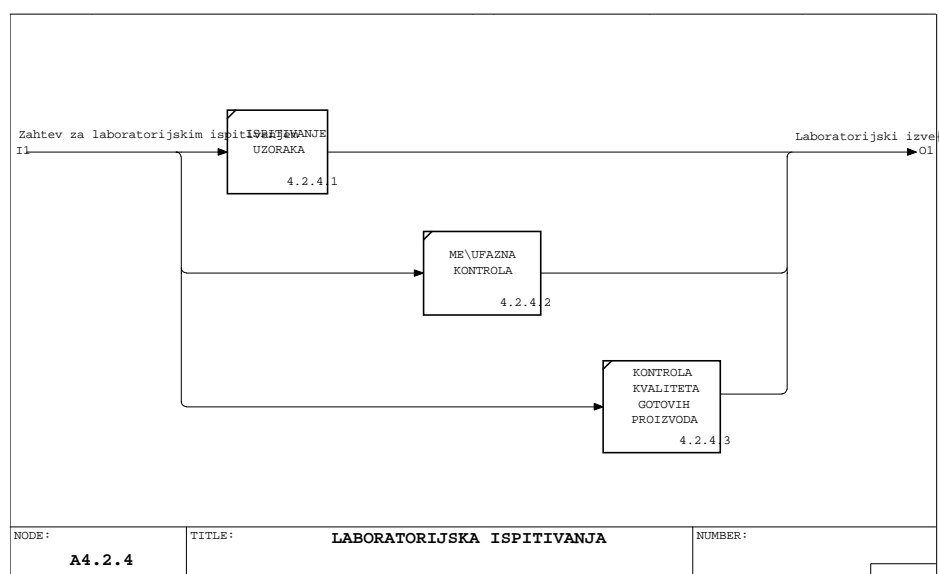 Zahtev za laboratorijskim ispitivanjem
I1
ISPITIVANJE
UZORAKA
4.2.4.1
Laboratorijski izve
O1
ME\UFAZNA
KONTROLA
4.2.4.2
KONTROLA
KVALITETA
GOTOVIH
PROIZVODA
4.2.4.3
NODE:
A4.2.4
TITLE:
LABORATORIJSKA ISPITIVANJA
NUMBER: